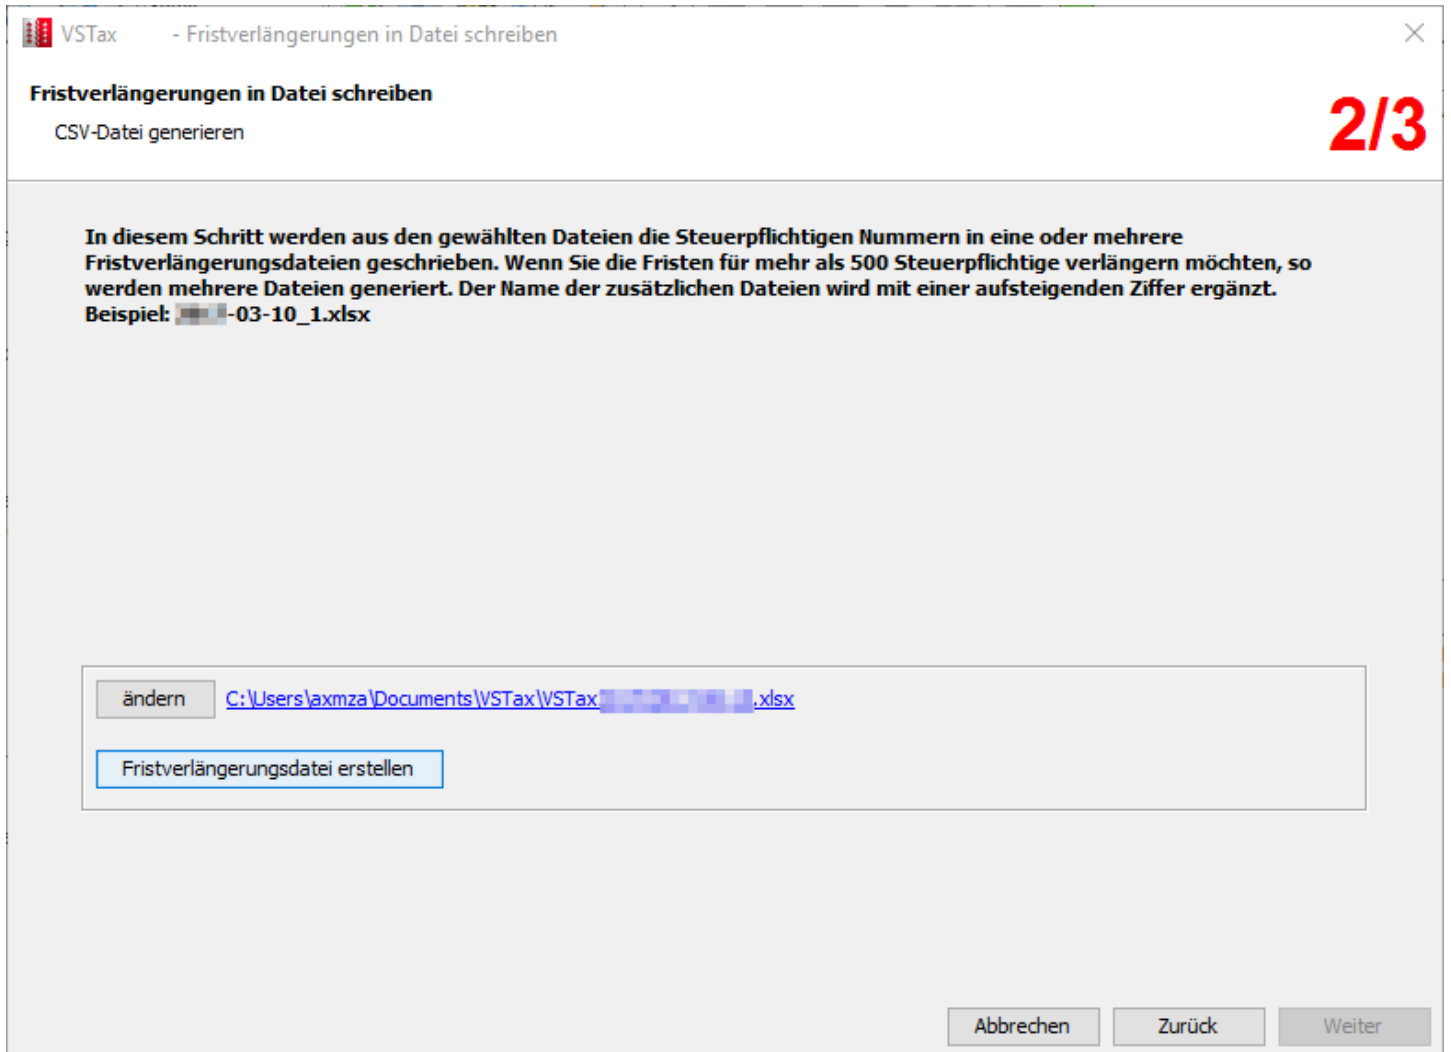 VSTax - Fristverlängerungen in Datei schreiben
Fristverlängerungen in Datei schreiben
CSV-Datei generieren
2/3
In diesem Schritt werden aus den gewählten Dateien die Steuerpflichtigen Nummern in eine oder mehrere
Fristverlängerungsdateien geschrieben. Wenn Sie die Fristen für mehr als 500 Steuerpflichtige verlängern möchten, so
werden mehrere Dateien generiert. Der Name der zusätzlichen Dateien wird mit einer aufsteigenden Ziffer ergänzt.
Beispiel: -03-10_1.xlsx
ändern C:\Users\axmza\Documents\VSTax\VSTax .xlsx
Fristverlängerungsdatei erstellen
Abbrechen Zurück Weiter